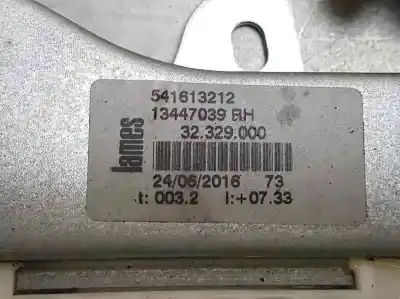 lames
541613212
13447039 RH
32.329.000
24/06/2016 73
t: 003.2 I:+07.33